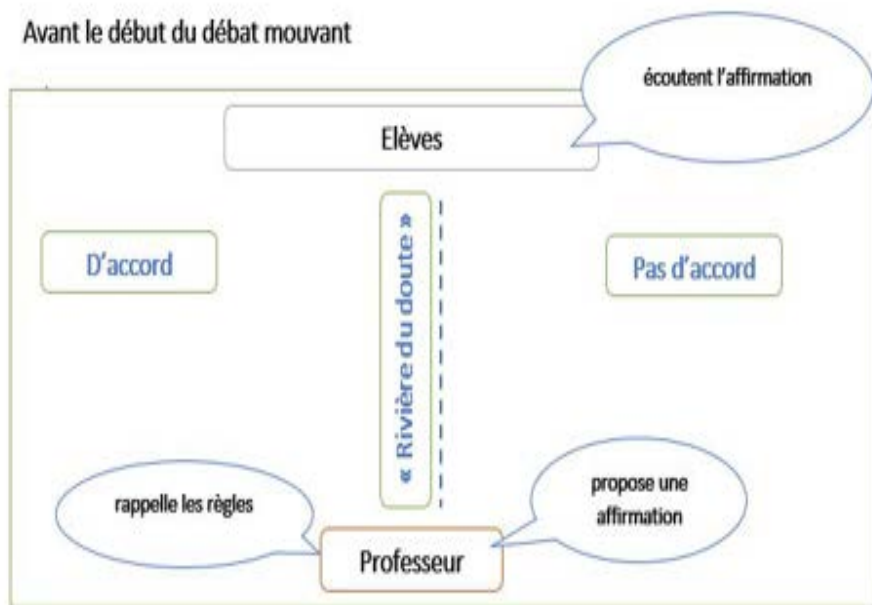 Avant le début du débat mouvant
écoutent l'affirmation
Elèves
D'accord
« Rivière du doute »
Pas d'accord
rappelle les règles
propose une
affirmation
Professeur